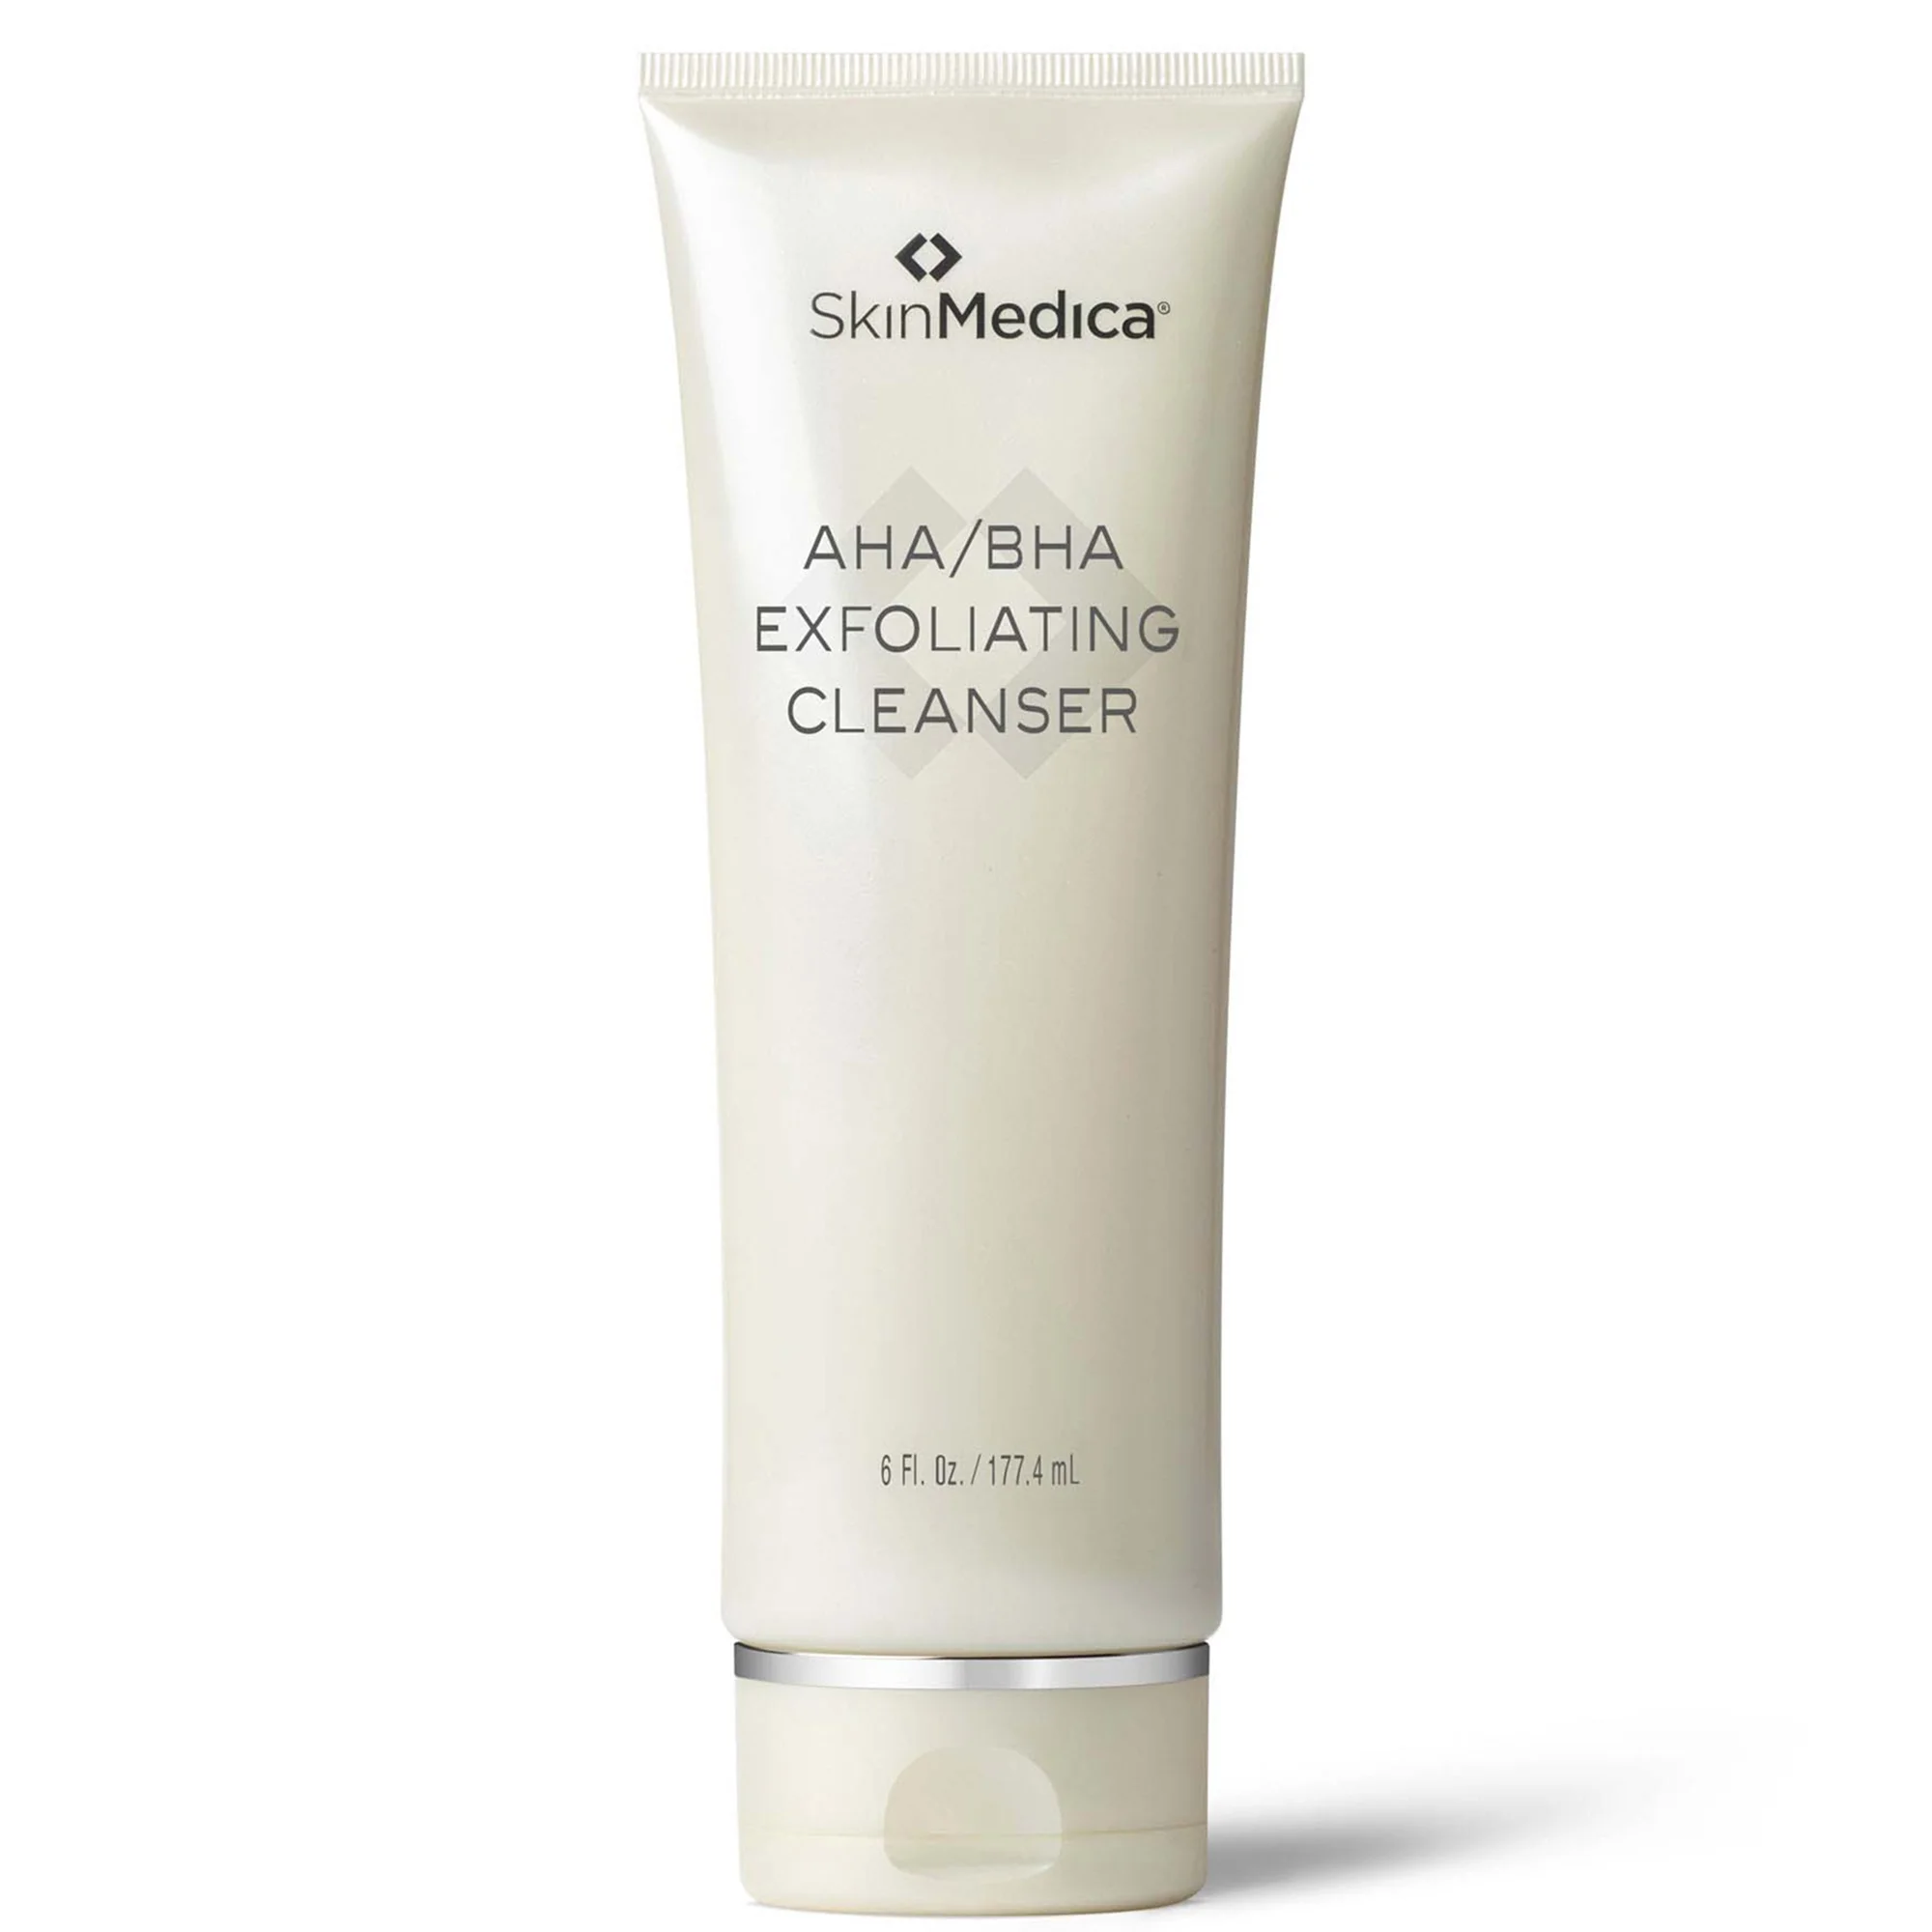 SkinMedica®
AHA/BHA
EXFOLIATING
CLEANSER
6 Fl. Oz. / 177.4 mL